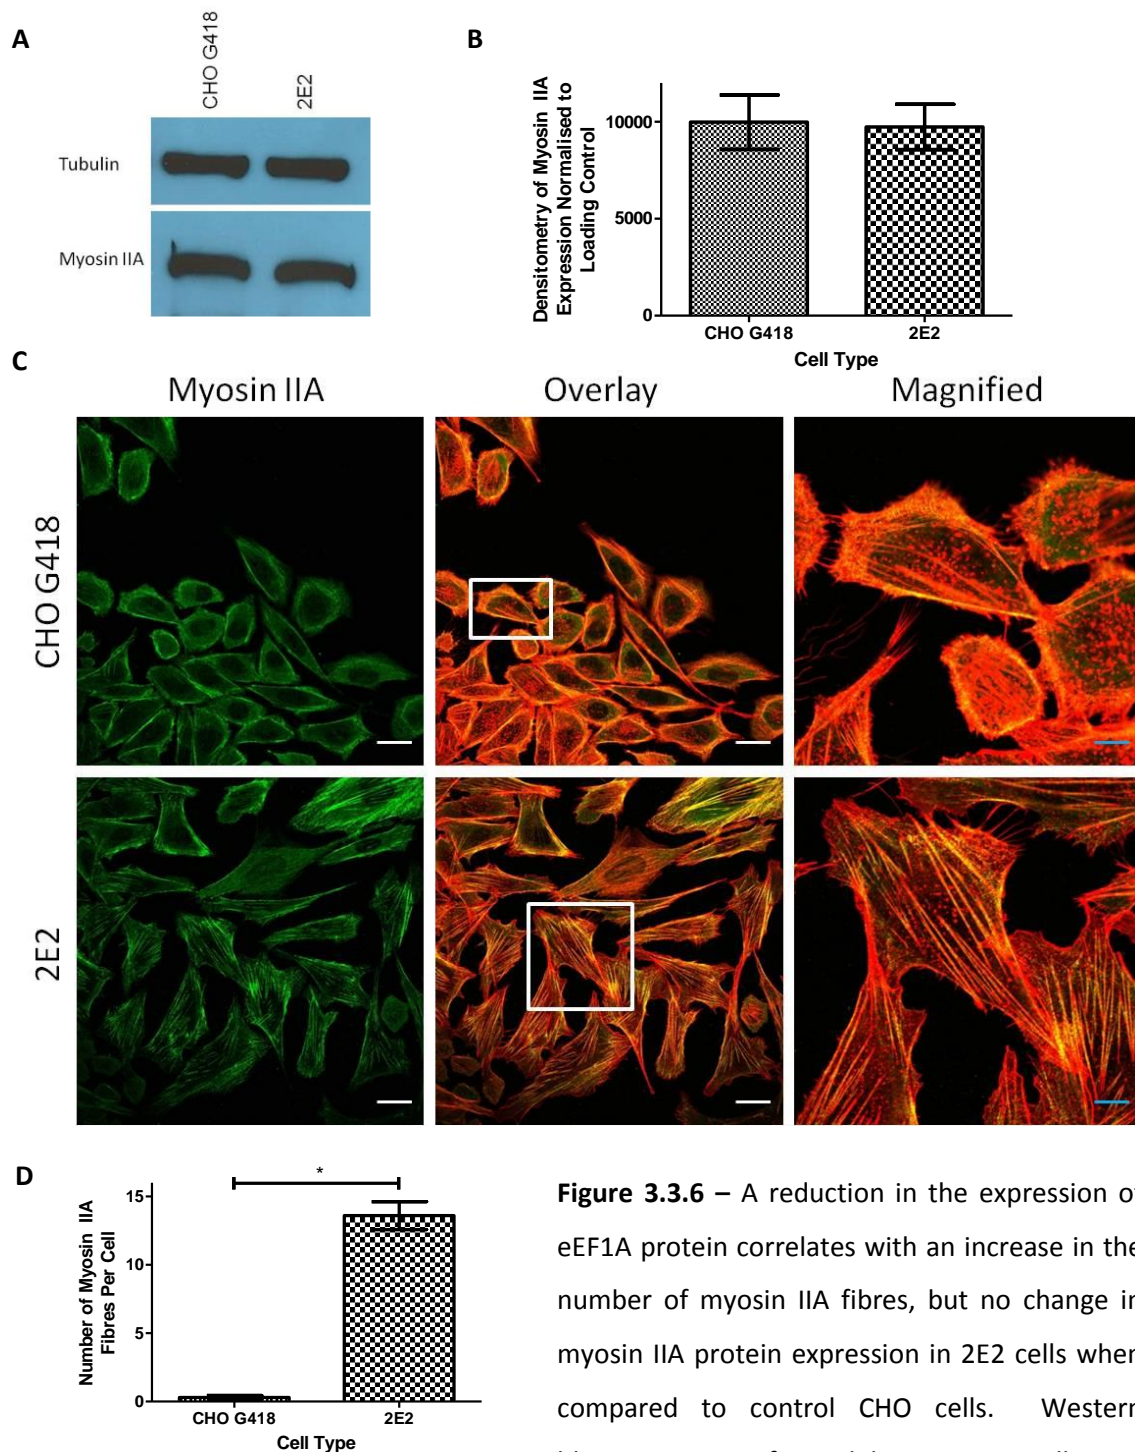 A
CHO G418
2E2
Tubulin
Myosin IIA
B
Densitometry of Myosin IIA
Expression Normalised to
Loading Control
10000
5000
0
CHO G418
2E2
Cell Type
C
Myosin IIA
Overlay
Magnified
CHO G418
2E2
D
Number of Myosin IIA
Fibres Per Cell
15
10
5
0
*
CHO G418
2E2
Cell Type
Figure 3.3.6 – A reduction in the expression of
eEF1A protein correlates with an increase in the
number of myosin IIA fibres, but no change in
myosin IIA protein expression in 2E2 cells when
compared to control CHO cells. Western